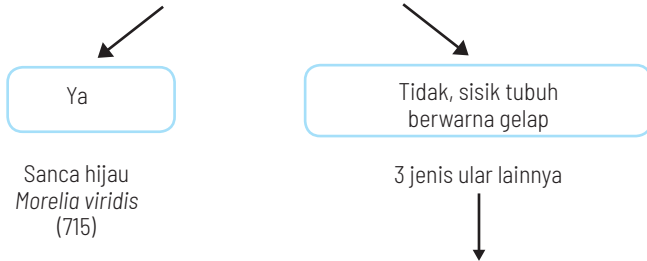 Ya
Tidak, sisik tubuh
berwarna gelap
Sanca hijau
Morelia viridis
(715)
3 jenis ular lainnya